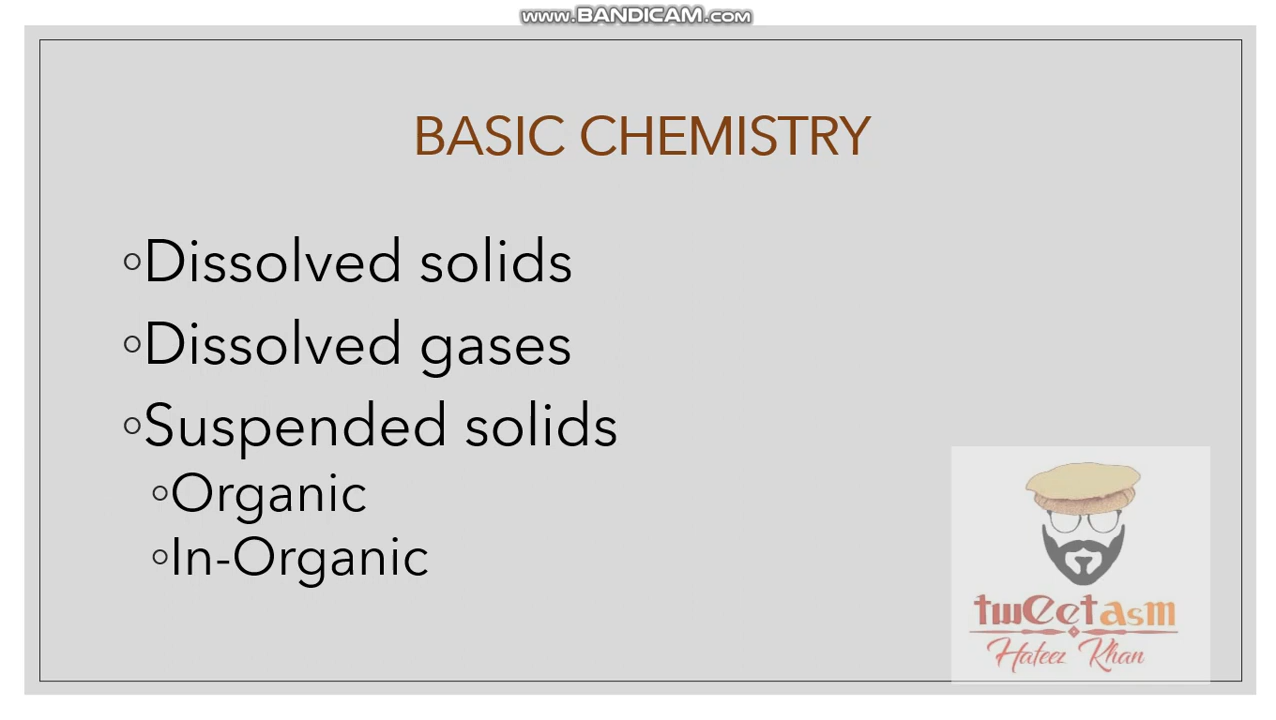 www.BANDICAM.com
BASIC CHEMISTRY
◦Dissolved solids
◦Dissolved gases
◦Suspended solids
◦Organic
◦In-Organic
tweetasm
Hafeez Khan